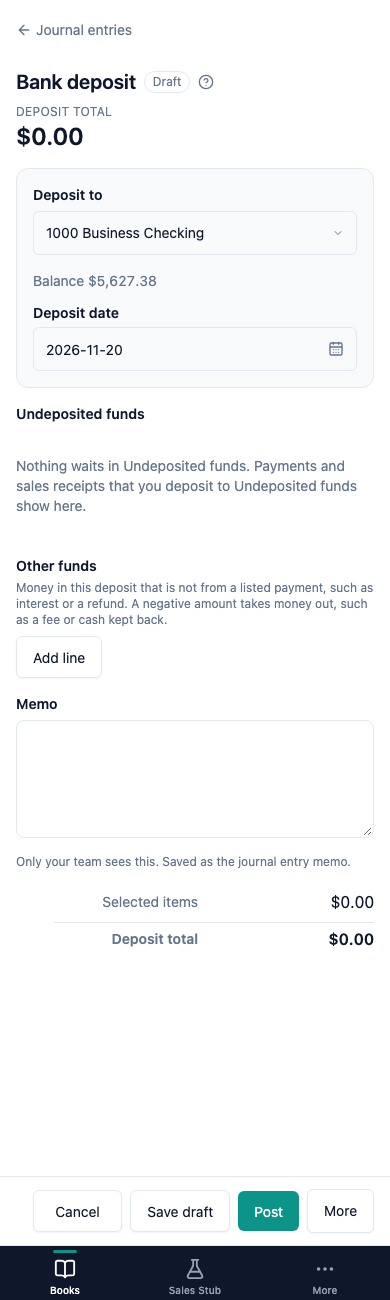 Journal entries
Bank deposit Draft
DEPOSIT TOTAL
$0.00
Deposit to
1000 Business Checking
Balance $5,627.38
Deposit date
2026-11-20
Undeposited funds
Nothing waits in Undeposited funds. Payments and
sales receipts that you deposit to Undeposited funds
show here.
Other funds
Money in this deposit that is not from a listed payment, such as
interest or a refund. A negative amount takes money out, such
as a fee or cash kept back.
Add line
Memo
Only your team sees this. Saved as the journal entry memo.
Selected items $0.00
Deposit total $0.00
Cancel Save draft Post More
Books Sales Stub More